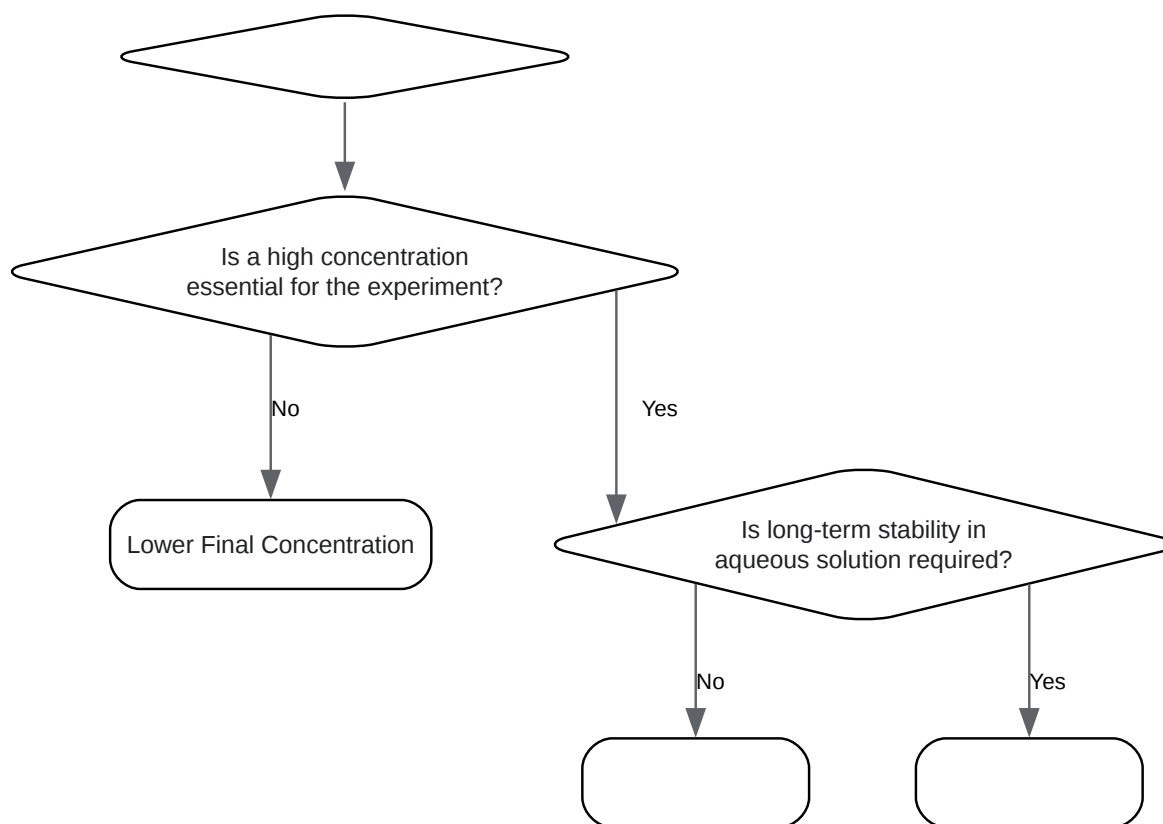 Is a high concentration
essential for the experiment?
No
Yes
Lower Final Concentration
Is long-term stability in
aqueous solution required?
No
Yes